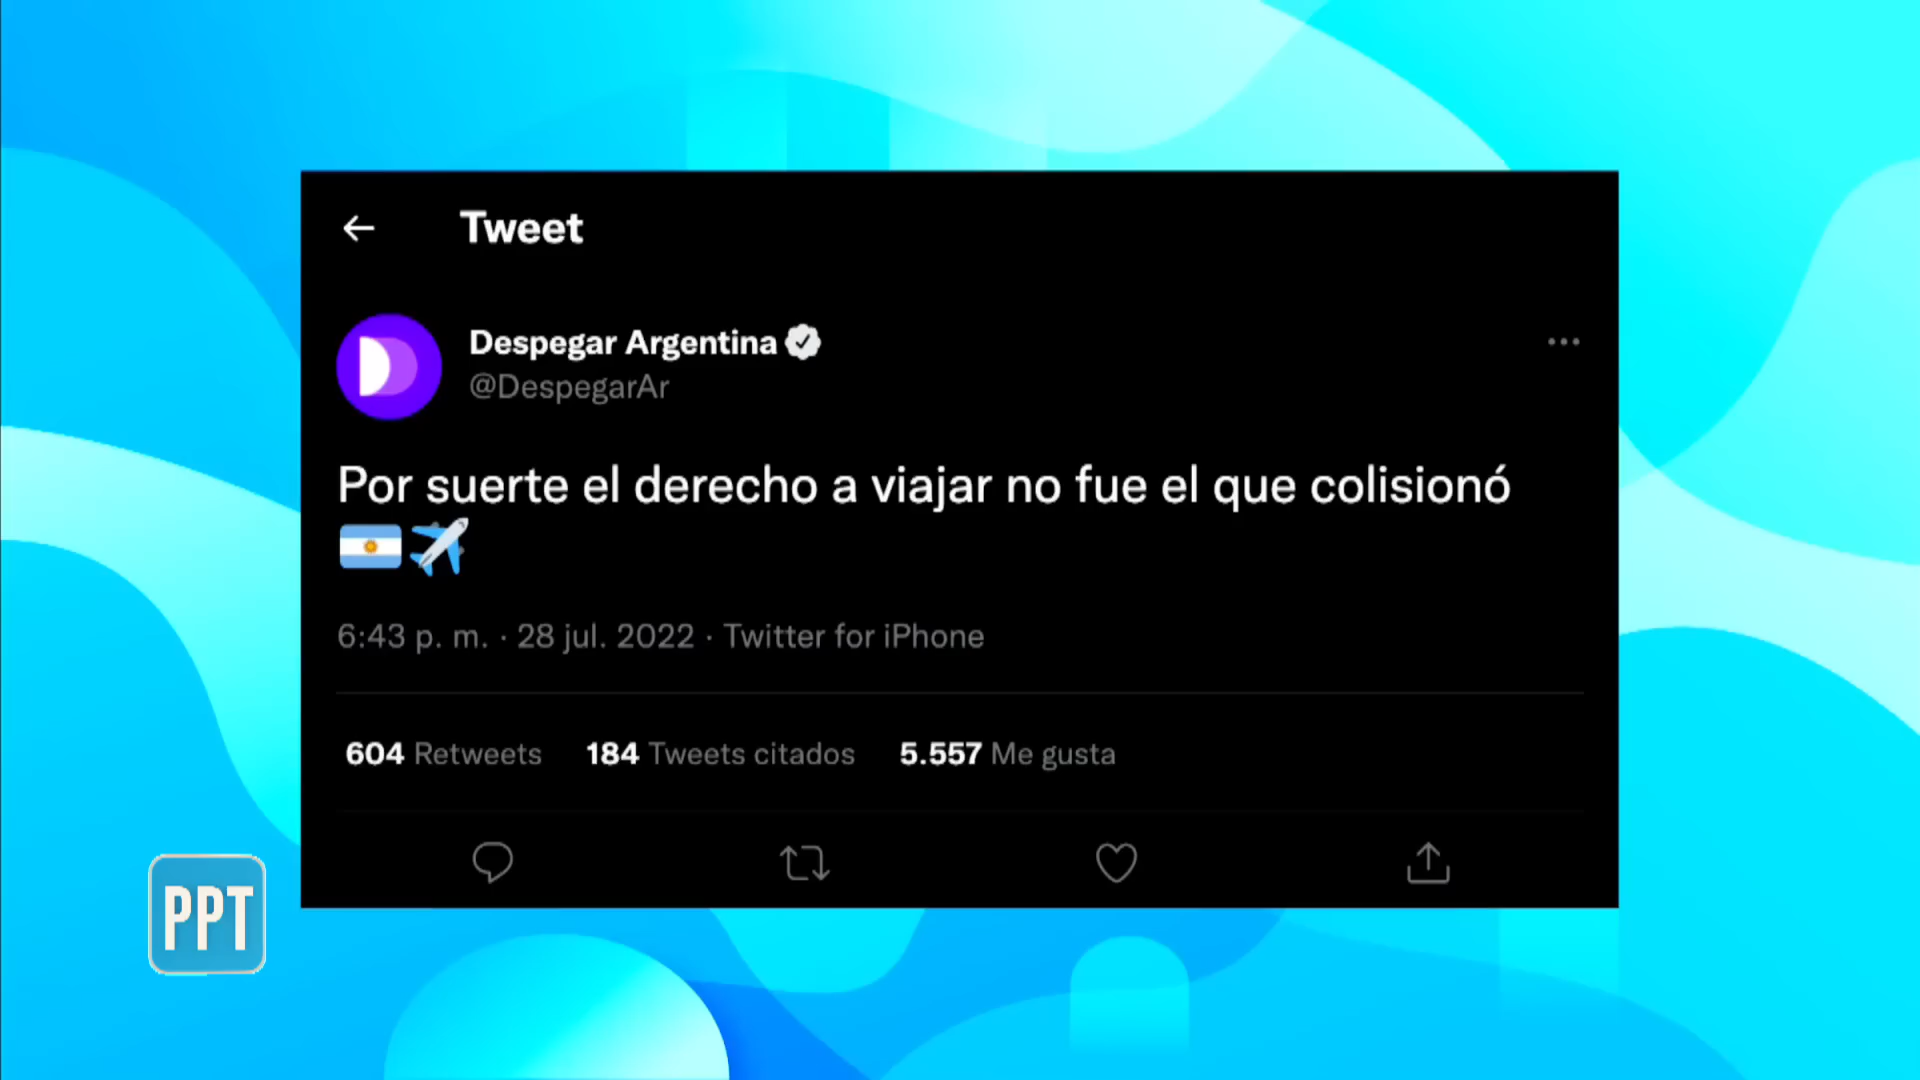 Tweet
Despegar Argentina
@DespegarAr
Por suerte el derecho a viajar no fue el que colisionó
🇦🇷✈️
6:43 p. m. · 28 jul. 2022 · Twitter for iPhone
604 Retweets 184 Tweets citados 5.557 Me gusta
PPT